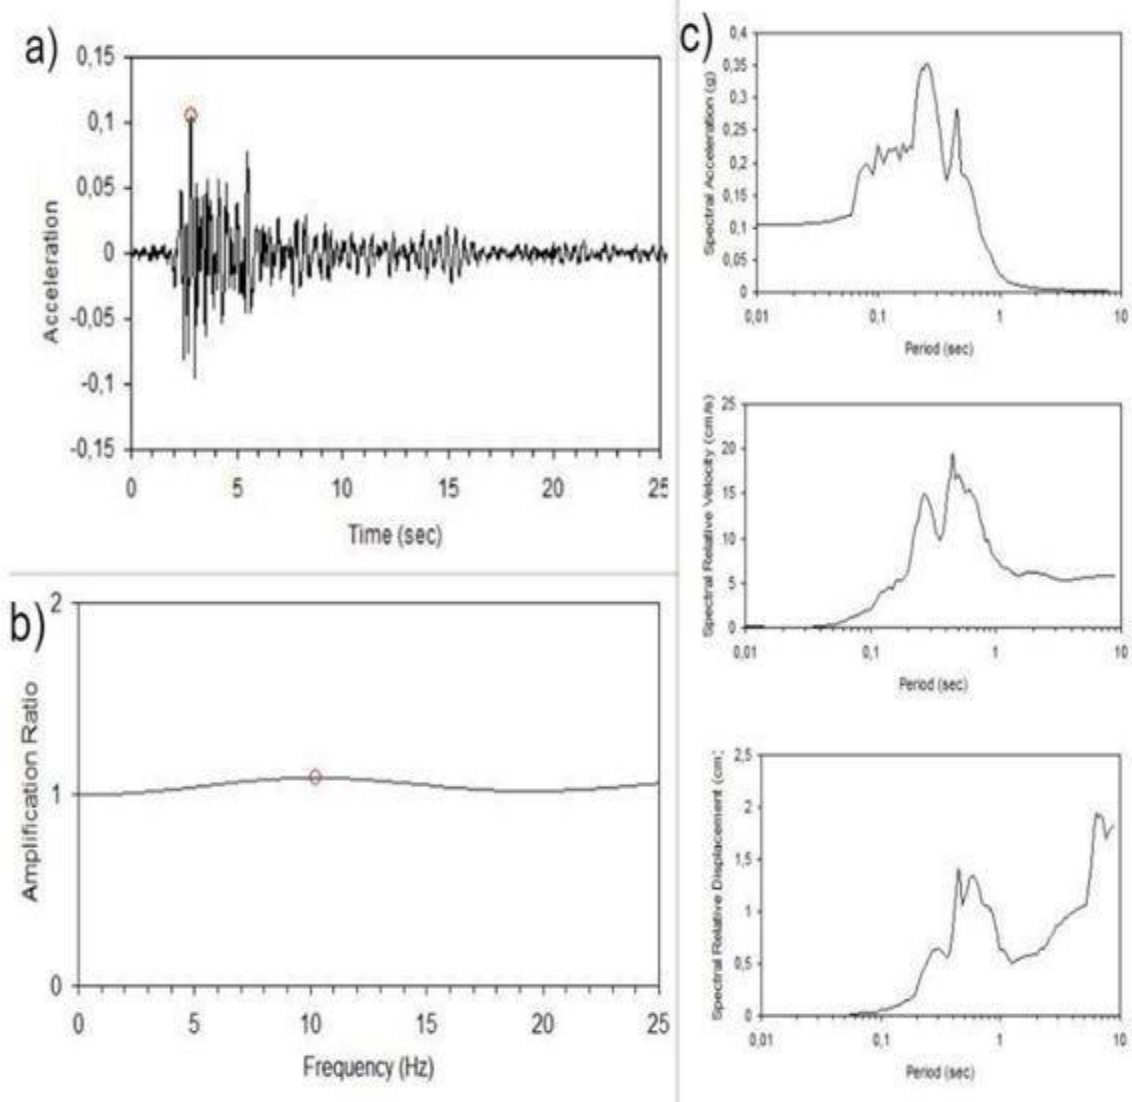 a)
0,15
0,1
0,05
0
-0,05
-0,1
-0,15
Acceleration
0 5 10 15 20 25
Time (sec)
b)
2
1
0
Amplification Ratio
0 5 10 15 20 25
Frequency (Hz)
c)
0,4
0,35
0,3
0,25
0,2
0,15
0,1
0,05
0
Spectral Acceleration (g)
0,01 0,1 1 10
Period (sec)
25
20
15
10
5
0
Spectral Relative Velocity (cm/s)
0,01 0,1 1 10
Period (sec)
2,5
2
1,5
1
0,5
0
Spectral Relative Displacement (cm;
0,01 0,1 1 10
Period (sec)